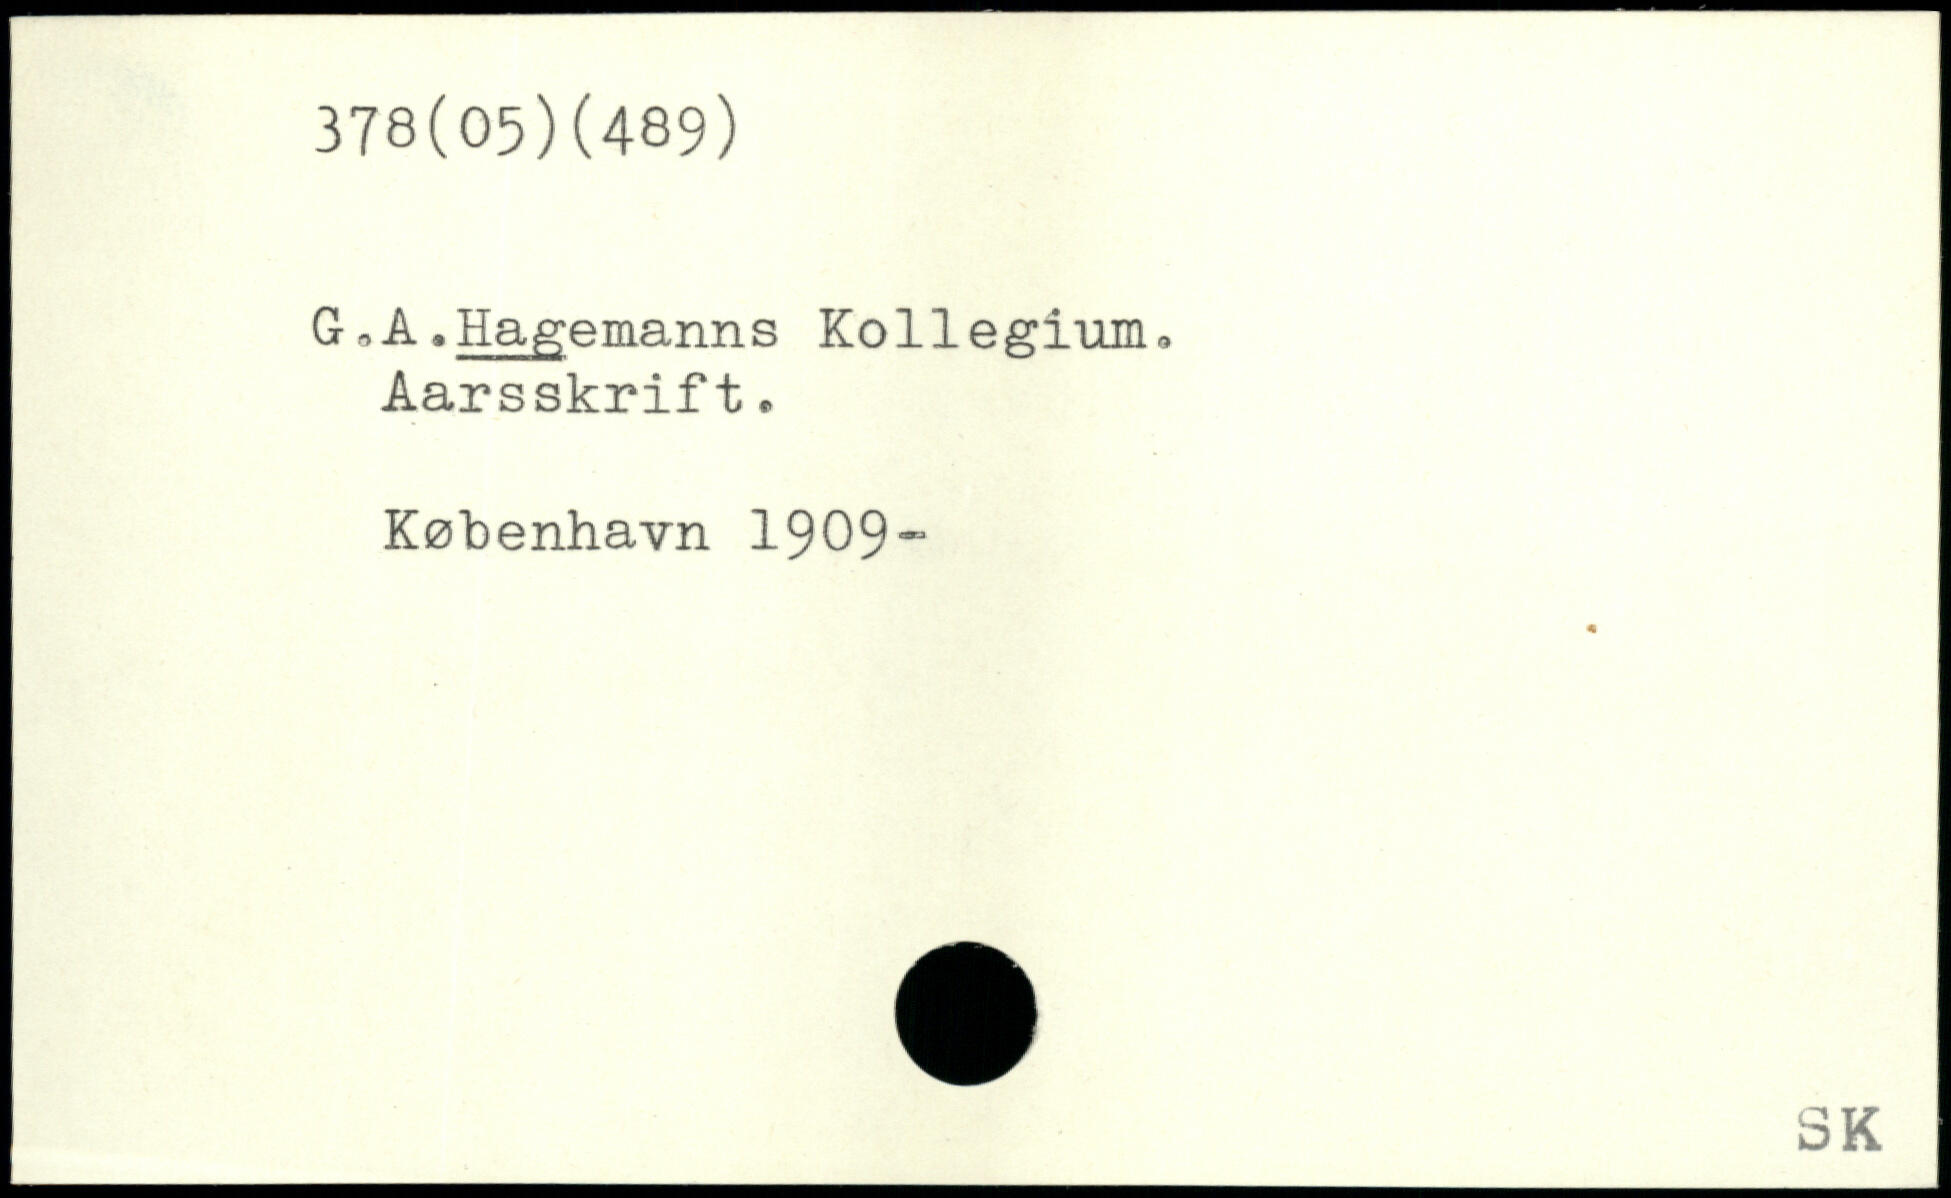 378(05)(489)
G.A.Hagemanns Kollegium.
Aarsskrift.
København 1909-
SK